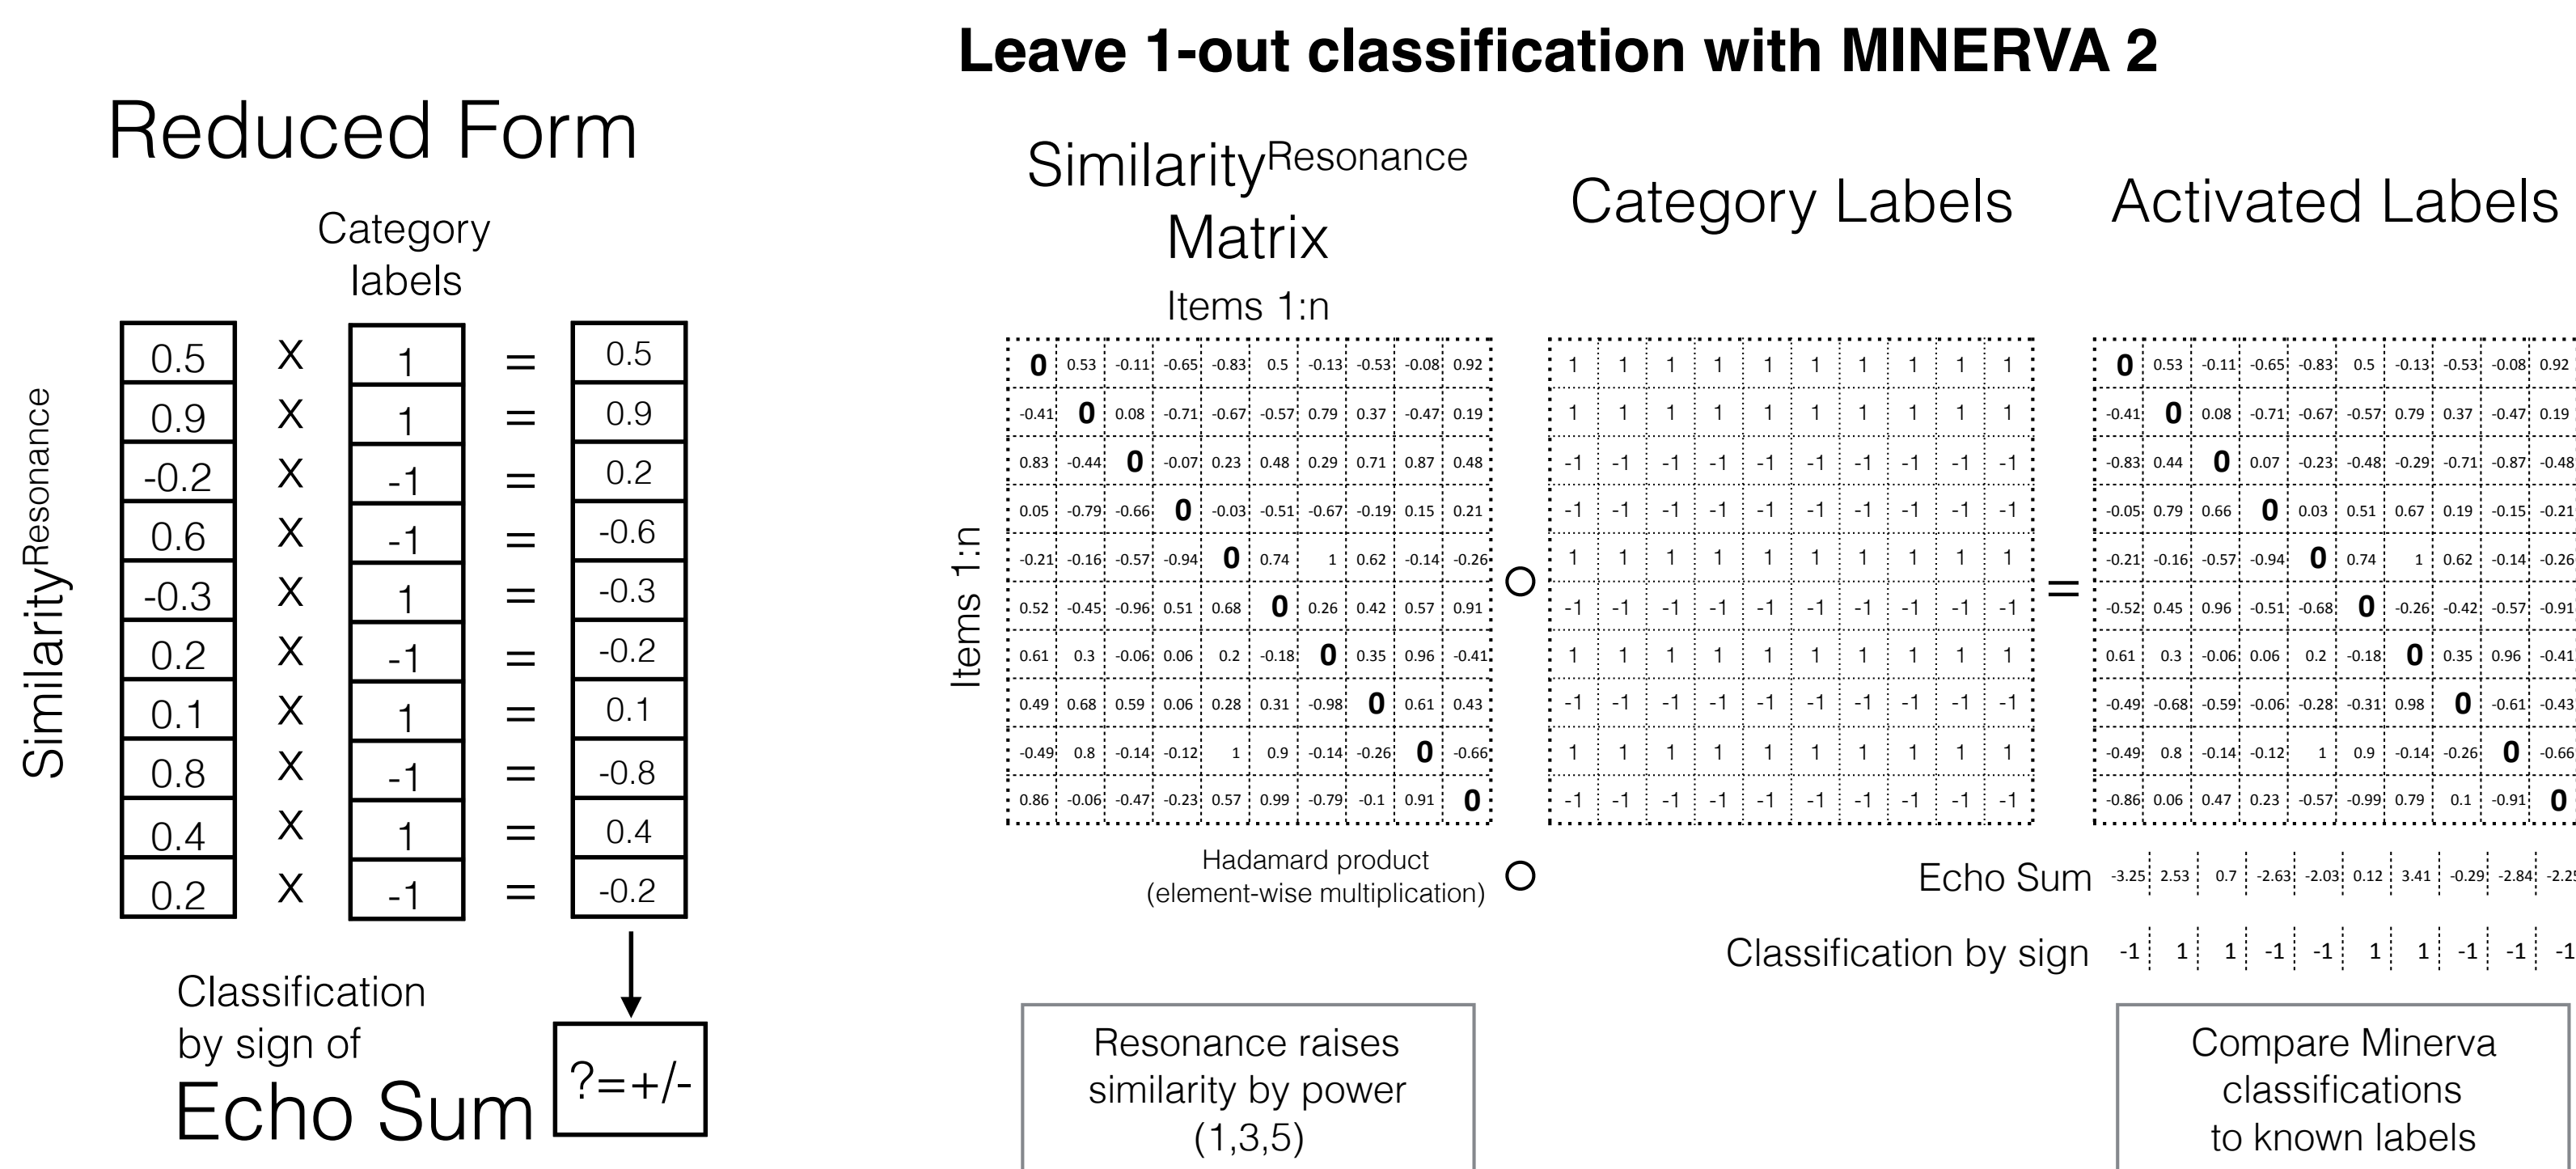 Leave 1-out classification with MINERVA 2
Reduced Form
Category
labels
SimilarityResonance
0.5 X 1 = 0.5
0.9 X 1 = 0.9
-0.2 X -1 = 0.2
0.6 X -1 = -0.6
-0.3 X 1 = -0.3
0.2 X -1 = -0.2
0.1 X 1 = 0.1
0.8 X -1 = -0.8
0.4 X 1 = 0.4
0.2 X -1 = -0.2
Classification
by sign of
Echo Sum
?=+/-
SimilarityResonance
Matrix
Items 1:n
Items 1:n
0 0.53 -0.11 -0.65 -0.83 0.5 -0.13 -0.53 -0.08 0.92
-0.41 0 0.08 -0.71 -0.67 -0.57 0.79 0.37 -0.47 0.19
0.83 -0.44 0 -0.07 0.23 0.48 0.29 0.71 0.87 0.48
0.05 -0.79 -0.66 0 -0.03 -0.51 -0.67 -0.19 0.15 0.21
-0.21 -0.16 -0.57 -0.94 0 0.74 1 0.62 -0.14 -0.26
0.52 -0.45 -0.96 0.51 0.68 0 0.26 0.42 0.57 0.91
0.61 0.3 -0.06 0.06 0.2 -0.18 0 0.35 0.96 -0.41
0.49 0.68 0.59 0.06 0.28 0.31 -0.98 0 0.61 0.43
-0.49 0.8 -0.14 -0.12 1 0.9 -0.14 -0.26 0 -0.66
0.86 -0.06 -0.47 -0.23 0.57 0.99 -0.79 -0.1 0.91 0
Hadamard product
(element-wise multiplication)
Resonance raises
similarity by power
(1,3,5)
Category Labels
1 1 1 1 1 1 1 1 1 1
1 1 1 1 1 1 1 1 1 1
-1 -1 -1 -1 -1 -1 -1 -1 -1 -1
-1 -1 -1 -1 -1 -1 -1 -1 -1 -1
1 1 1 1 1 1 1 1 1 1
-1 -1 -1 -1 -1 -1 -1 -1 -1 -1
1 1 1 1 1 1 1 1 1 1
-1 -1 -1 -1 -1 -1 -1 -1 -1 -1
1 1 1 1 1 1 1 1 1 1
-1 -1 -1 -1 -1 -1 -1 -1 -1 -1
=
Activated Labels
0 0.53 -0.11 -0.65 -0.83 0.5 -0.13 -0.53 -0.08 0.92
-0.41 0 0.08 -0.71 -0.67 -0.57 0.79 0.37 -0.47 0.19
-0.83 0.44 0 0.07 -0.23 -0.48 -0.29 -0.71 -0.87 -0.48
-0.05 0.79 0.66 0 0.03 0.51 0.67 0.19 -0.15 -0.21
-0.21 -0.16 -0.57 -0.94 0 0.74 1 0.62 -0.14 -0.26
-0.52 0.45 0.96 -0.51 -0.68 0 -0.26 -0.42 -0.57 -0.91
0.61 0.3 -0.06 0.06 0.2 -0.18 0 0.35 0.96 -0.41
-0.49 -0.68 -0.59 -0.06 -0.28 -0.31 0.98 0 -0.61 -0.43
-0.49 0.8 -0.14 -0.12 1 0.9 -0.14 -0.26 0 -0.66
-0.86 0.06 0.47 0.23 -0.57 -0.99 0.79 0.1 -0.91 0
Echo Sum -3.25 2.53 0.7 -2.63 -2.03 0.12 3.41 -0.29 -2.84 -2.25
Classification by sign -1 1 1 -1 -1 1 1 -1 -1 -1
Compare Minerva
classifications
to known labels